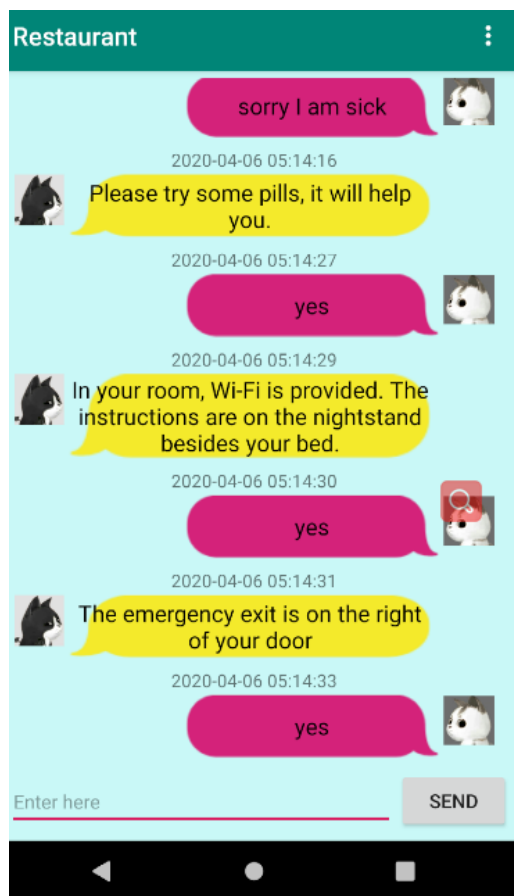 Restaurant
sorry I am sick
2020-04-06 05:14:16
Please try some pills, it will help
you.
2020-04-06 05:14:27
yes
2020-04-06 05:14:29
In your room, Wi-Fi is provided. The
instructions are on the nightstand
besides your bed.
2020-04-06 05:14:30
yes
2020-04-06 05:14:31
The emergency exit is on the right
of your door
2020-04-06 05:14:33
yes
Enter here
SEND